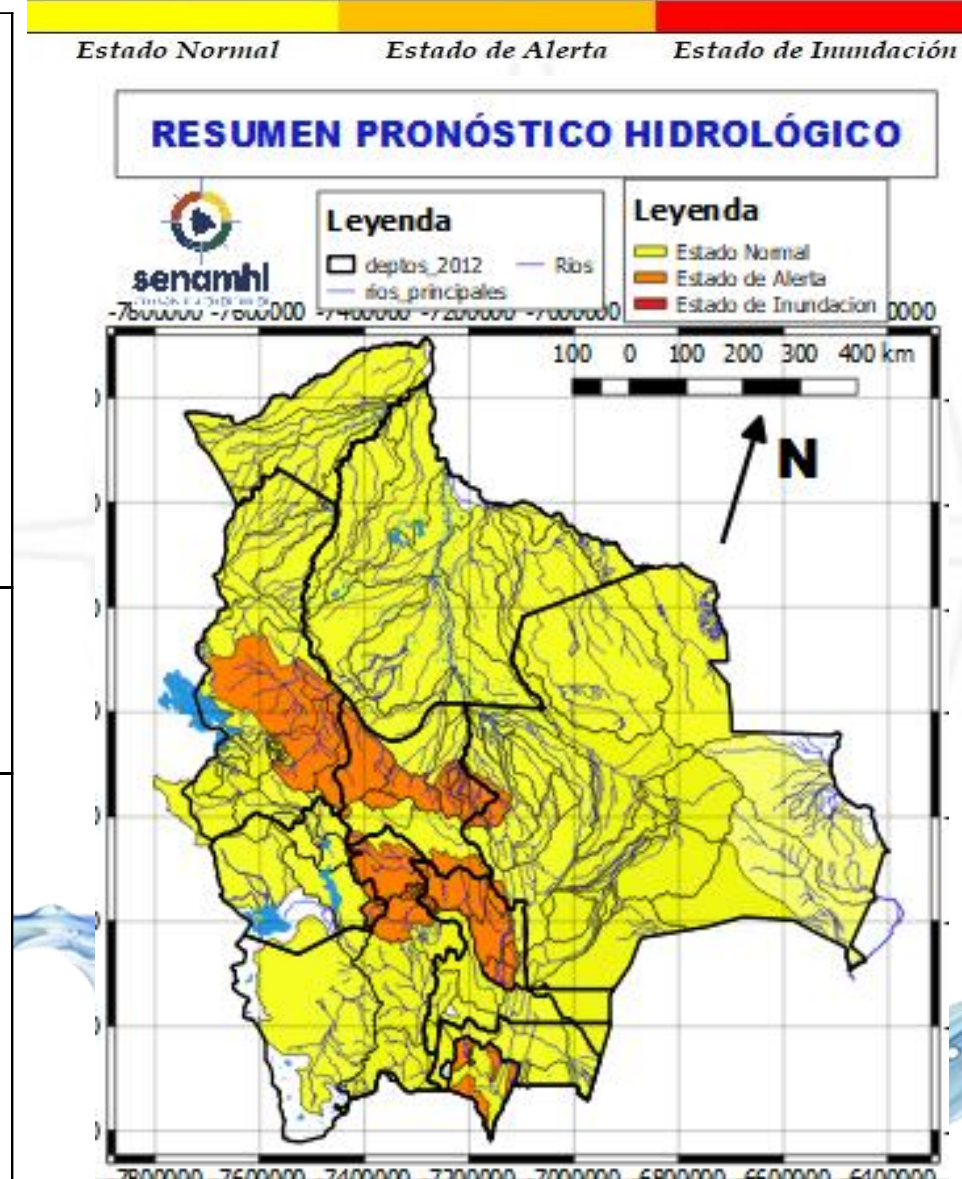 Estado Normal Estado de Alerta Estado de Inundación
RESUMEN PRONÓSTICO HIDROLÓGICO
senamhi
Leyenda
deptos_2012 Rios
rios_principales
Leyenda
Estado Normal
Estado de Alerta
Estado de Inundacion
-7800000 -7600000 -7400000 -7200000 -7000000
100 0 100 200 300 400 km
N
-7800000 -7600000 -7400000 -7200000 -7000000 -6800000 -6600000 -6400000